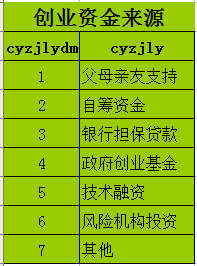 创业资金来源
cyzjlydm cyzjly
1 父母亲友支持
2 自筹资金
3 银行担保贷款
4 政府创业基金
5 技术融资
6 风险机构投资
7 其他